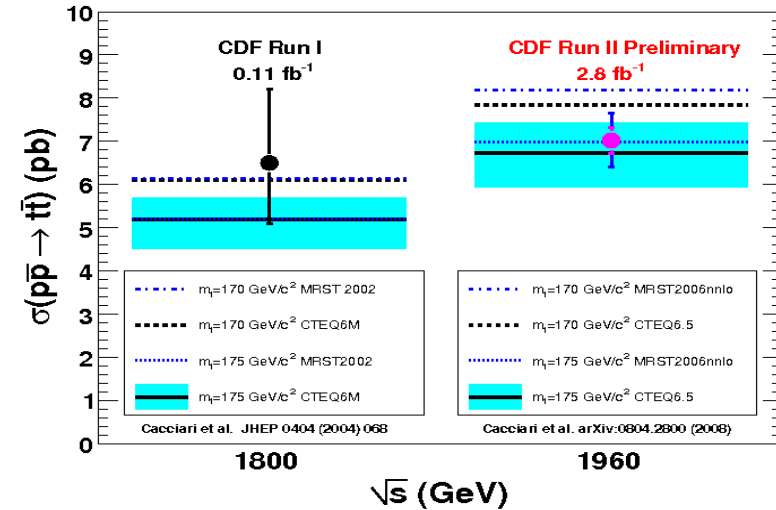 10
9
8
7
6
5
4
3
2
1
0
σ(pp̅ → tt̅) (pb)
CDF Run I
0.11 fb⁻¹
CDF Run II Preliminary
2.8 fb⁻¹
mₜ=170 GeV/c² MRST 2002
mₜ=170 GeV/c² CTEQ6M
mₜ=175 GeV/c² MRST2002
mₜ=175 GeV/c² CTEQ6M
Cacciari et al. JHEP 0404 (2004) 068
mₜ=170 GeV/c² MRST2006nnlo
mₜ=170 GeV/c² CTEQ6.5
mₜ=175 GeV/c² MRST2006nnlo
mₜ=175 GeV/c² CTEQ6.5
Cacciari et al. arXiv:0804.2800 (2008)
1800
1960
√s (GeV)